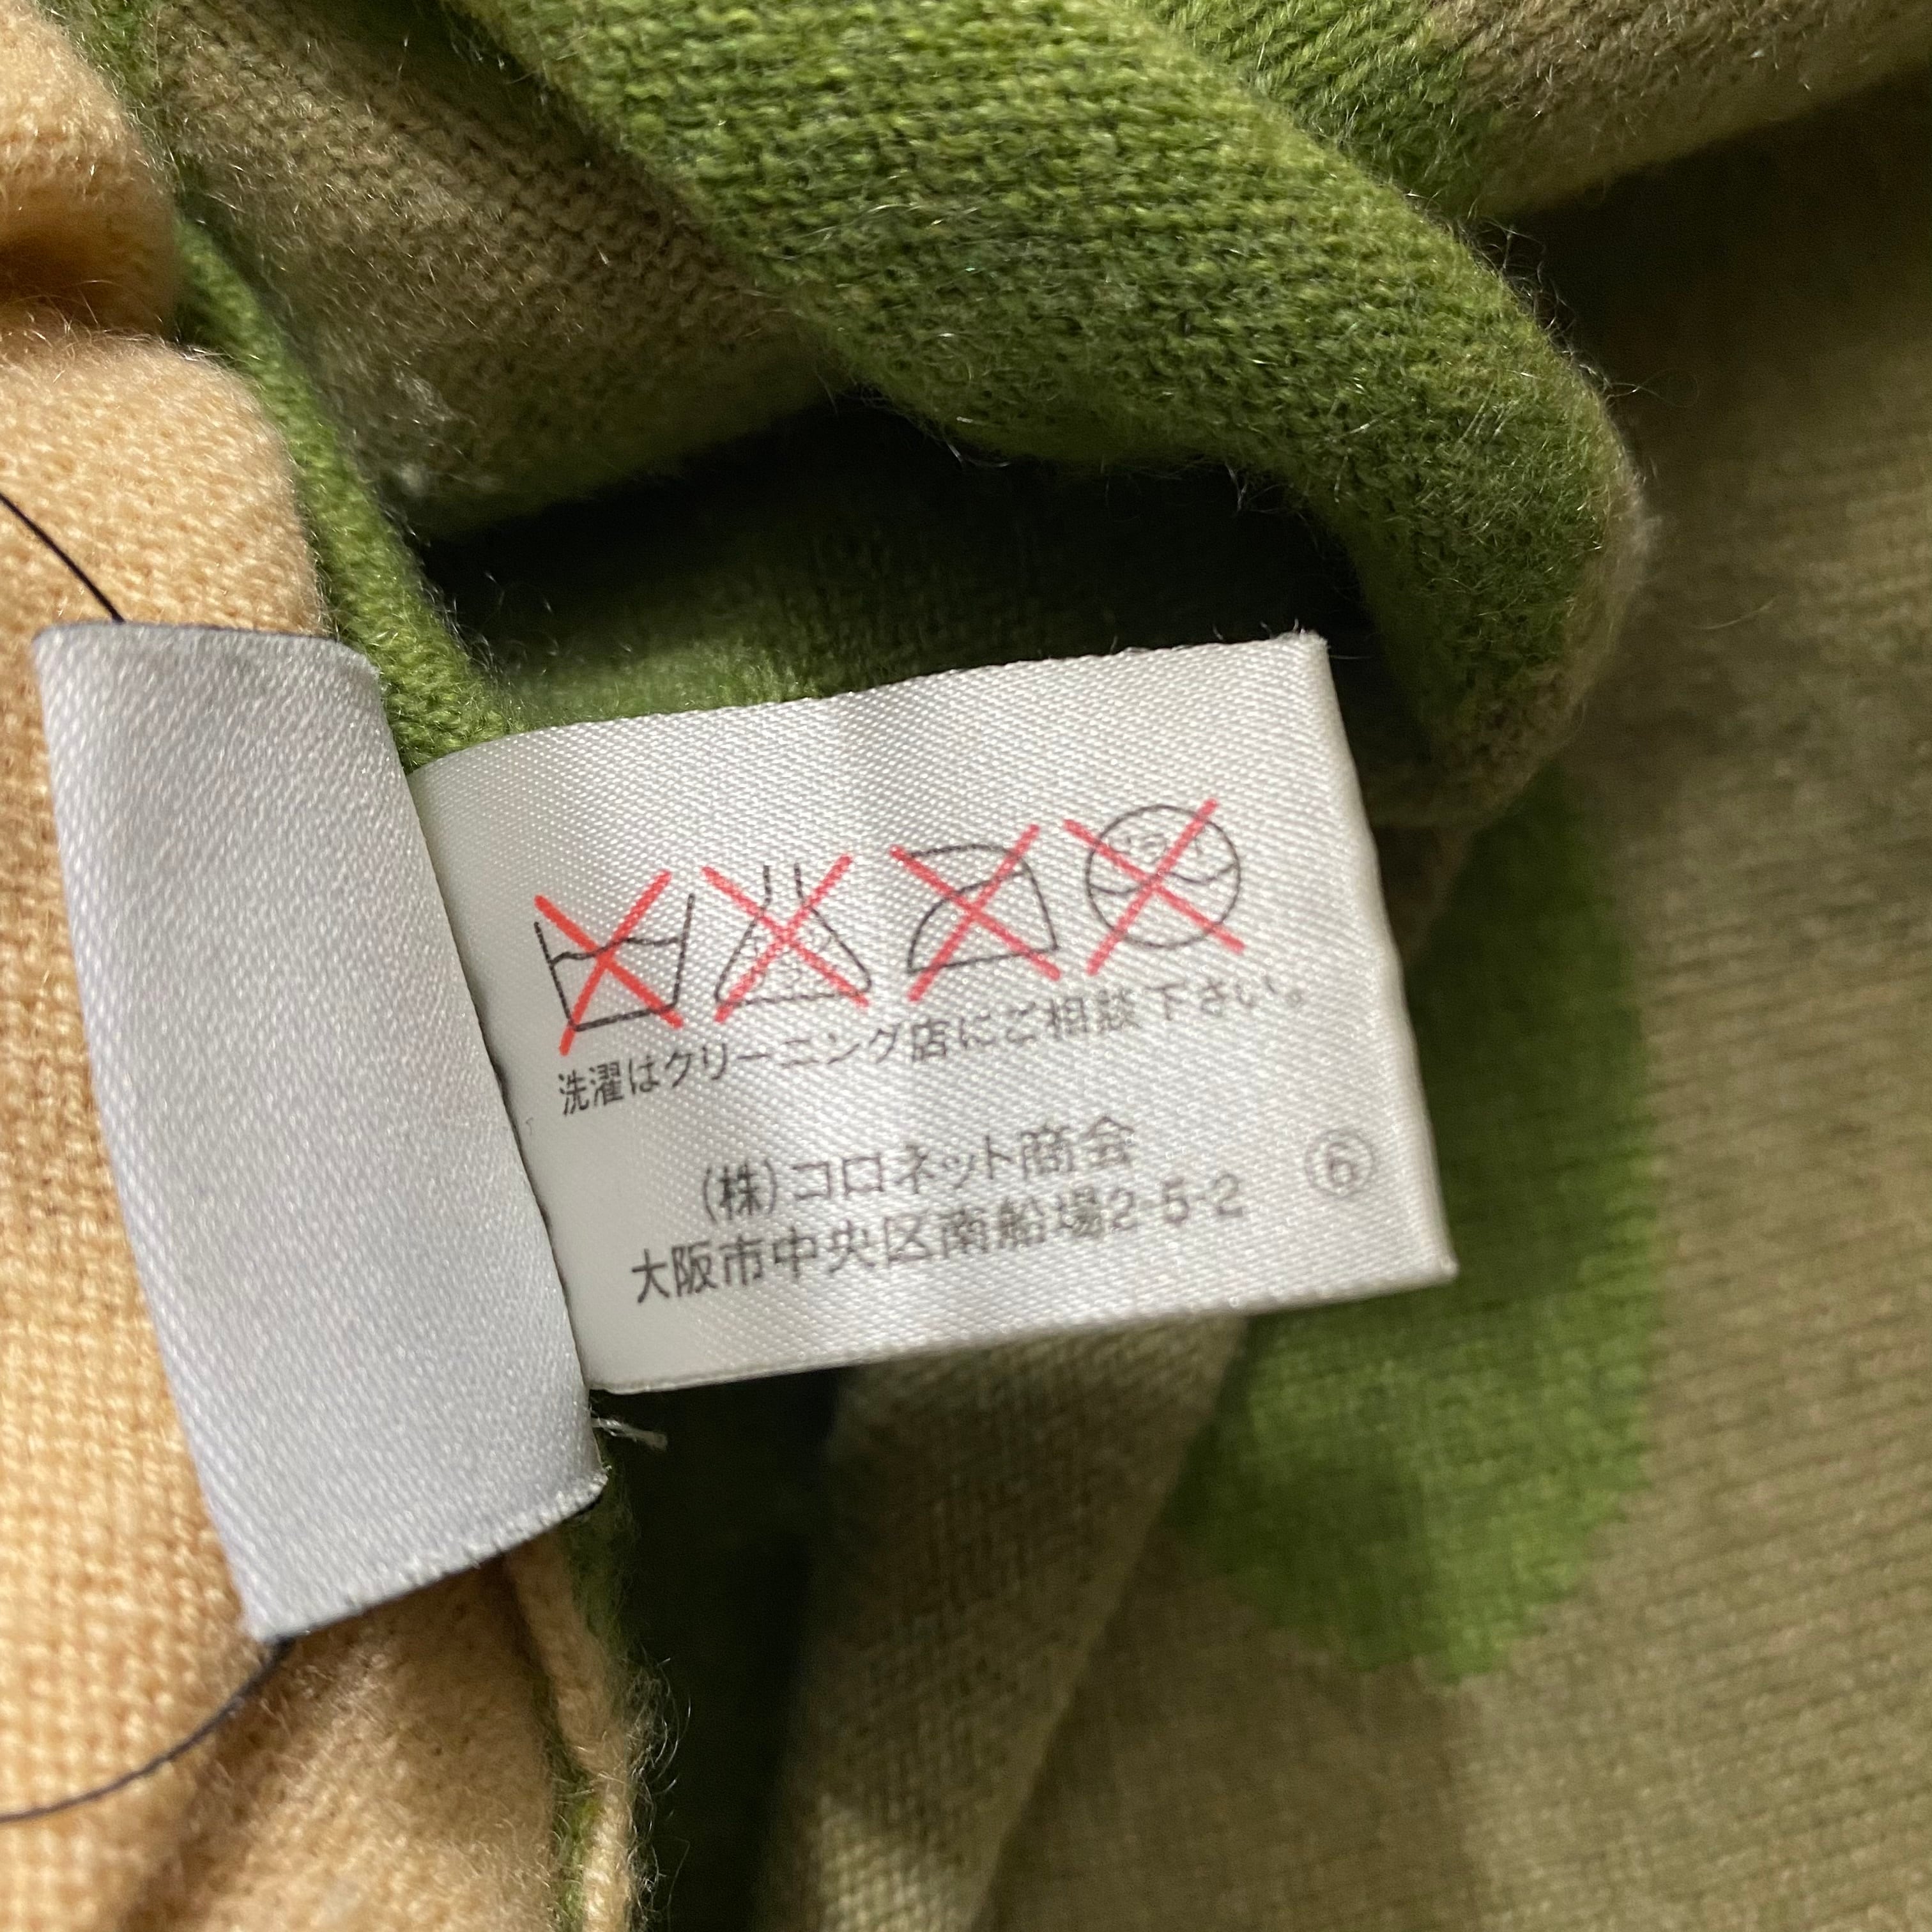 洗濯はクリーニング店にご相談下さい。
(株)コロネット商会
大阪市中央区南船場2-5-2
⑥